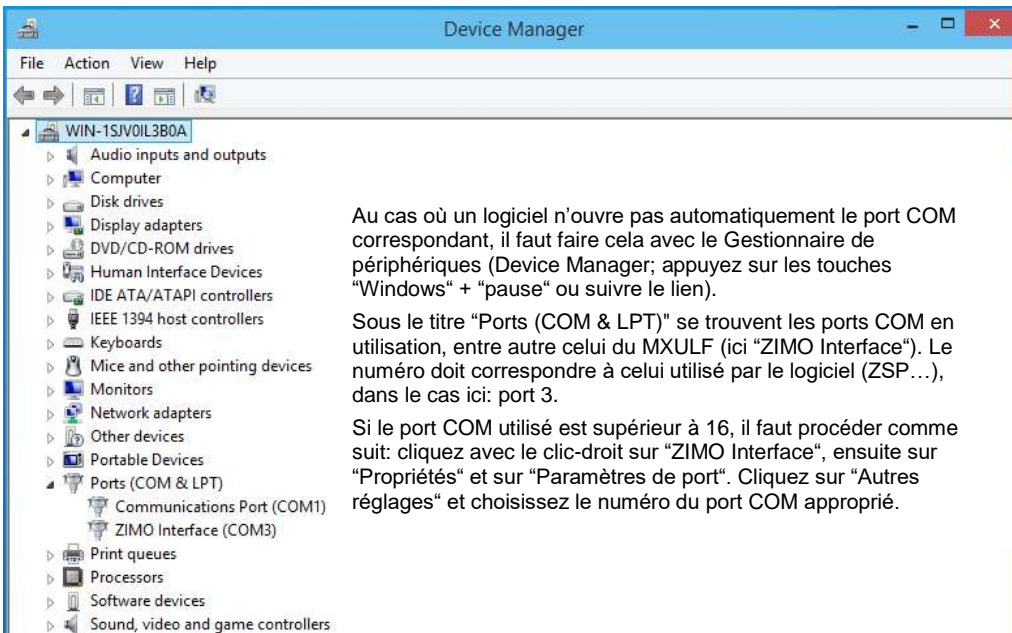 Device Manager
File Action View Help
WIN-1SJV0IL3B0A
Audio inputs and outputs
Computer
Disk drives
Display adapters
DVD/CD-ROM drives
Human Interface Devices
IDE ATA/ATAPI controllers
IEEE 1394 host controllers
Keyboards
Mice and other pointing devices
Monitors
Network adapters
Other devices
Portable Devices
Ports (COM & LPT)
Communications Port (COM1)
ZIMO Interface (COM3)
Print queues
Processors
Software devices
Sound, video and game controllers
Au cas où un logiciel n’ouvre pas automatiquement le port COM
correspondant, il faut faire cela avec le Gestionnaire de
périphériques (Device Manager; appuyez sur les touches
“Windows“ + “pause“ ou suivre le lien).
Sous le titre “Ports (COM & LPT)" se trouvent les ports COM en
utilisation, entre autre celui du MXULF (ici “ZIMO Interface“). Le
numéro doit correspondre à celui utilisé par le logiciel (ZSP…),
dans le cas ici: port 3.
Si le port COM utilisé est supérieur à 16, il faut procéder comme
suit: cliquez avec le clic-droit sur “ZIMO Interface“, ensuite sur
“Propriétés“ et sur “Paramètres de port“. Cliquez sur “Autres
réglages“ et choisissez le numéro du port COM approprié.